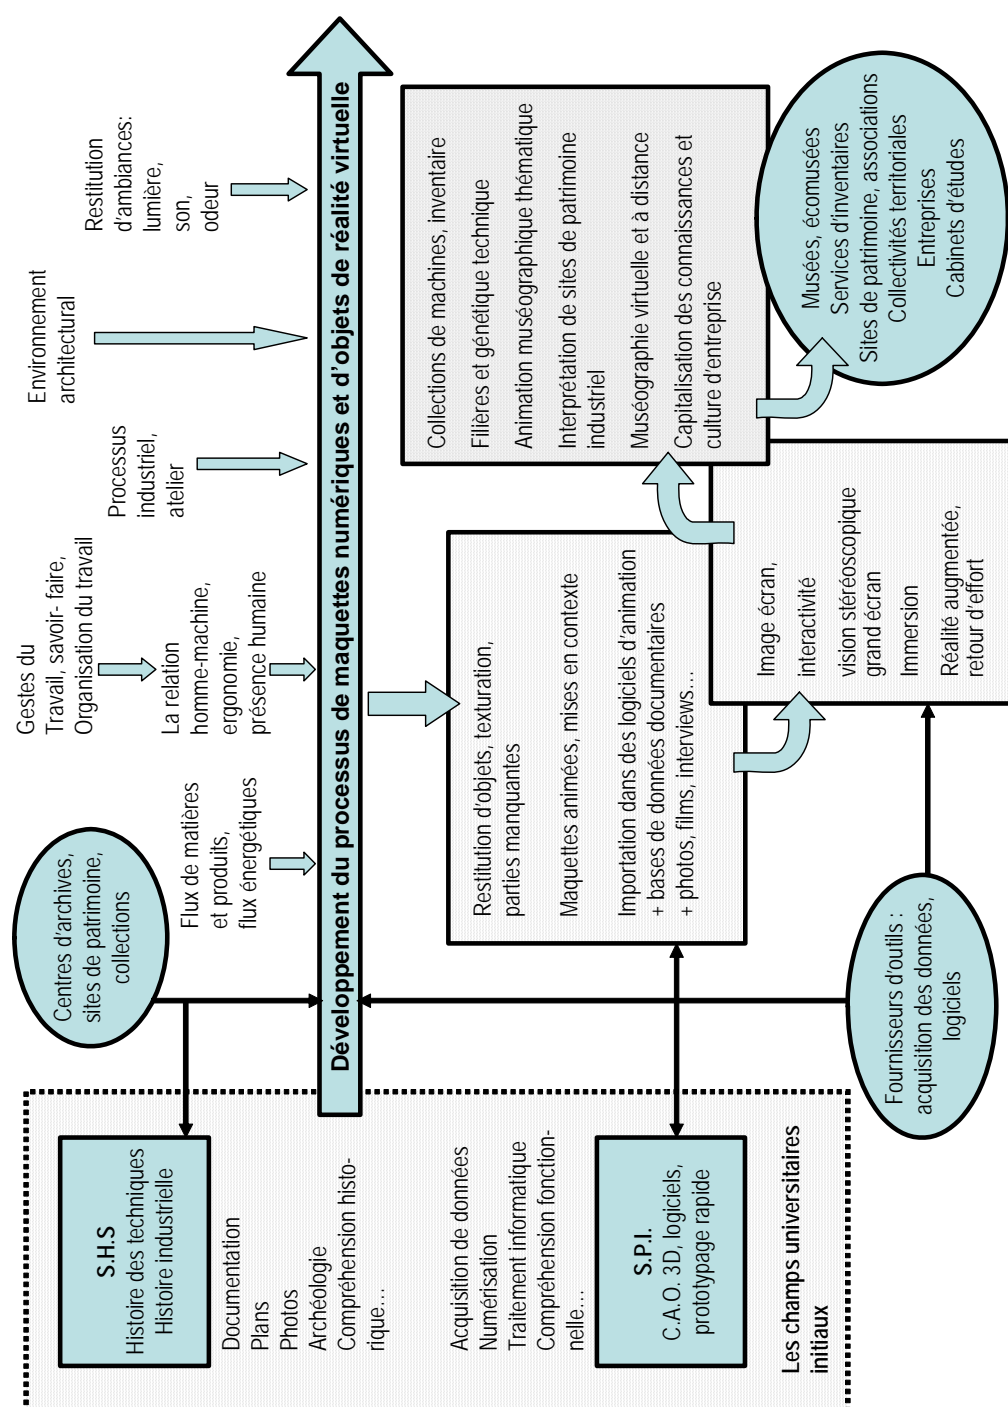 Centres d'archives,
sites de patrimoine,
collections
Flux de matières
et produits,
flux énergétiques
Gestes du
Travail, savoir- faire,
Organisation du travail
La relation
homme-machine,
ergonomie,
présence humaine
Processus
industriel,
atelier
Environnement
architectural
Restitution
d'ambiances:
lumière,
son,
odeur
Développement du processus de maquettes numériques et d'objets de réalité virtuelle
S.H.S
Histoire des techniques
Histoire industrielle
Documentation
Plans
Photos
Archéologie
Compréhension histo-
rique…
Acquisition de données
Numérisation
Traitement informatique
Compréhension fonction-
nelle…
S.P.I.
C.A.O. 3D, logiciels,
prototypage rapide
Les champs universitaires
initiaux
Restitution d'objets, texturation,
parties manquantes
Maquettes animées, mises en contexte
Importation dans des logiciels d'animation
+ bases de données documentaires
+ photos, films, interviews…
Fournisseurs d'outils :
acquisition des données,
logiciels
Image écran,
interactivité
vision stéréoscopique
grand écran
Immersion
Réalité augmentée,
retour d'effort
Collections de machines, inventaire
Filières et génétique technique
Animation muséographique thématique
Interprétation de sites de patrimoine
industriel
Muséographie virtuelle et à distance
Capitalisation des connaissances et
culture d'entreprise
Musées, écomusées
Services d'inventaires
Sites de patrimoine, associations
Collectivités territoriales
Entreprises
Cabinets d'études